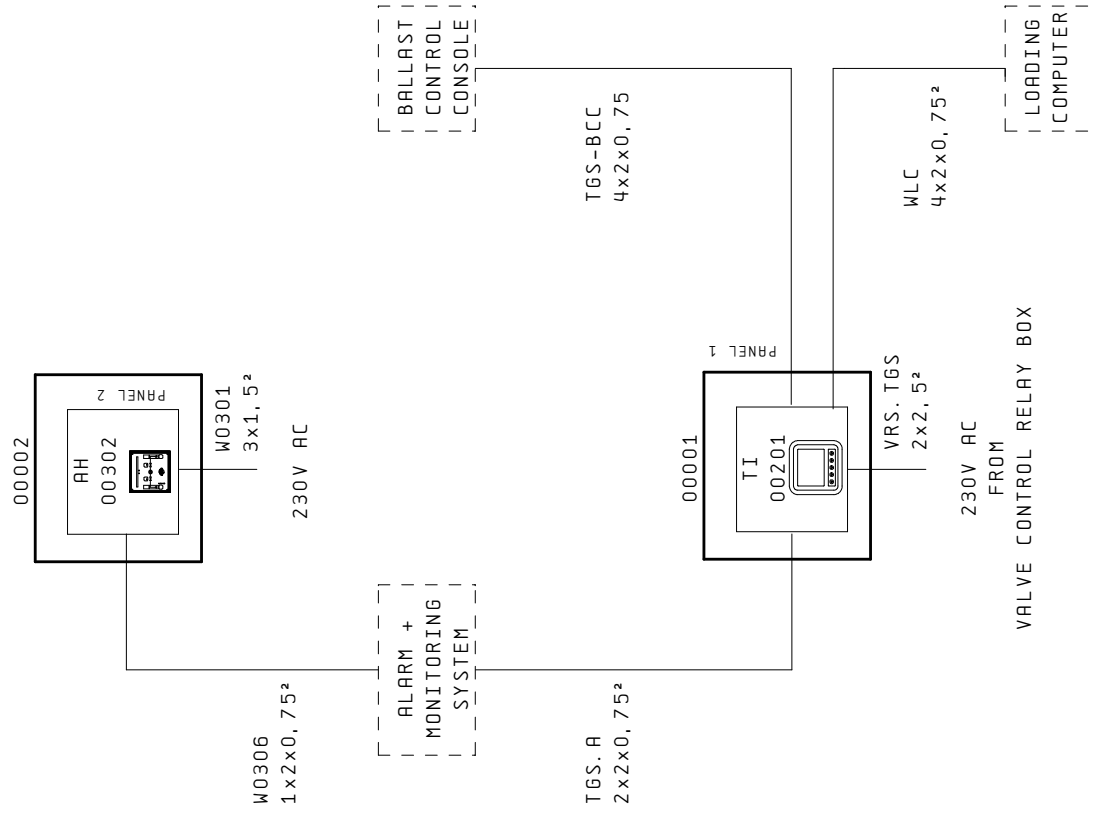 00002
AH
00302
PANEL 2
W0301
3x1,5²
230V AC
W0306
1x2x0,75²
ALARM +
MONITORING
SYSTEM
TGS.A
2x2x0,75²
BALLAST
CONTROL
CONSOLE
TGS-BCC
4x2x0,75
PANEL 1
00001
TI
00201
VRS.TGS
2x2,5²
230V AC
FROM
VALVE CONTROL RELAY BOX
WLC
4x2x0,75²
LOADING
COMPUTER